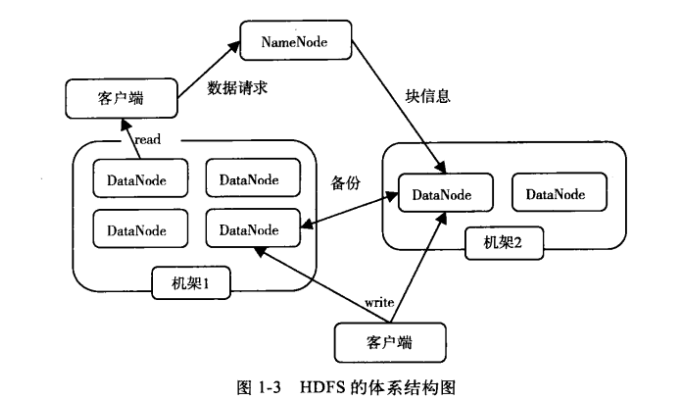 NameNode
数据请求
客户端
块信息
read
DataNode
DataNode
备份
DataNode
DataNode
DataNode
DataNode
机架2
机架1
write
客户端
图 1-3 HDFS 的体系结构图